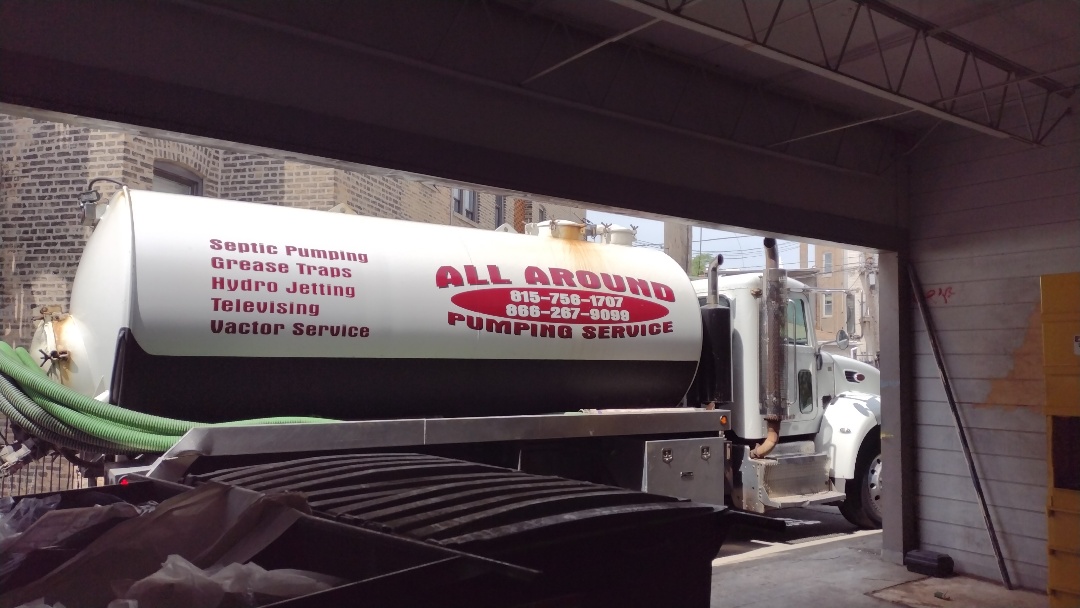 Septic Pumping
Grease Traps
Hydro Jetting
Televising
Vactor Service
ALL AROUND
815-756-1707
866-267-9099
PUMPING SERVICE